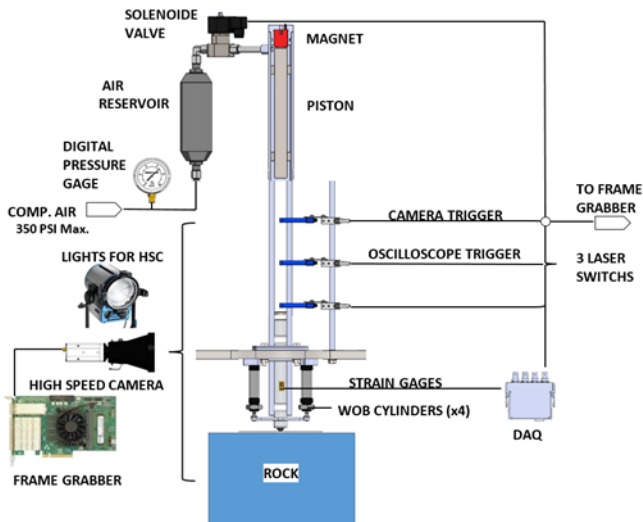 SOLENOIDE
VALVE
MAGNET
AIR
RESERVOIR
PISTON
DIGITAL
PRESSURE
GAGE
COMP. AIR
350 PSI Max.
TO FRAME
GRABBER
CAMERA TRIGGER
LIGHTS FOR HSC
OSCILLOSCOPE TRIGGER
3 LASER
SWITCHS
HIGH SPEED CAMERA
STRAIN GAGES
WOB CYLINDERS (x4)
DAQ
FRAME GRABBER
ROCK